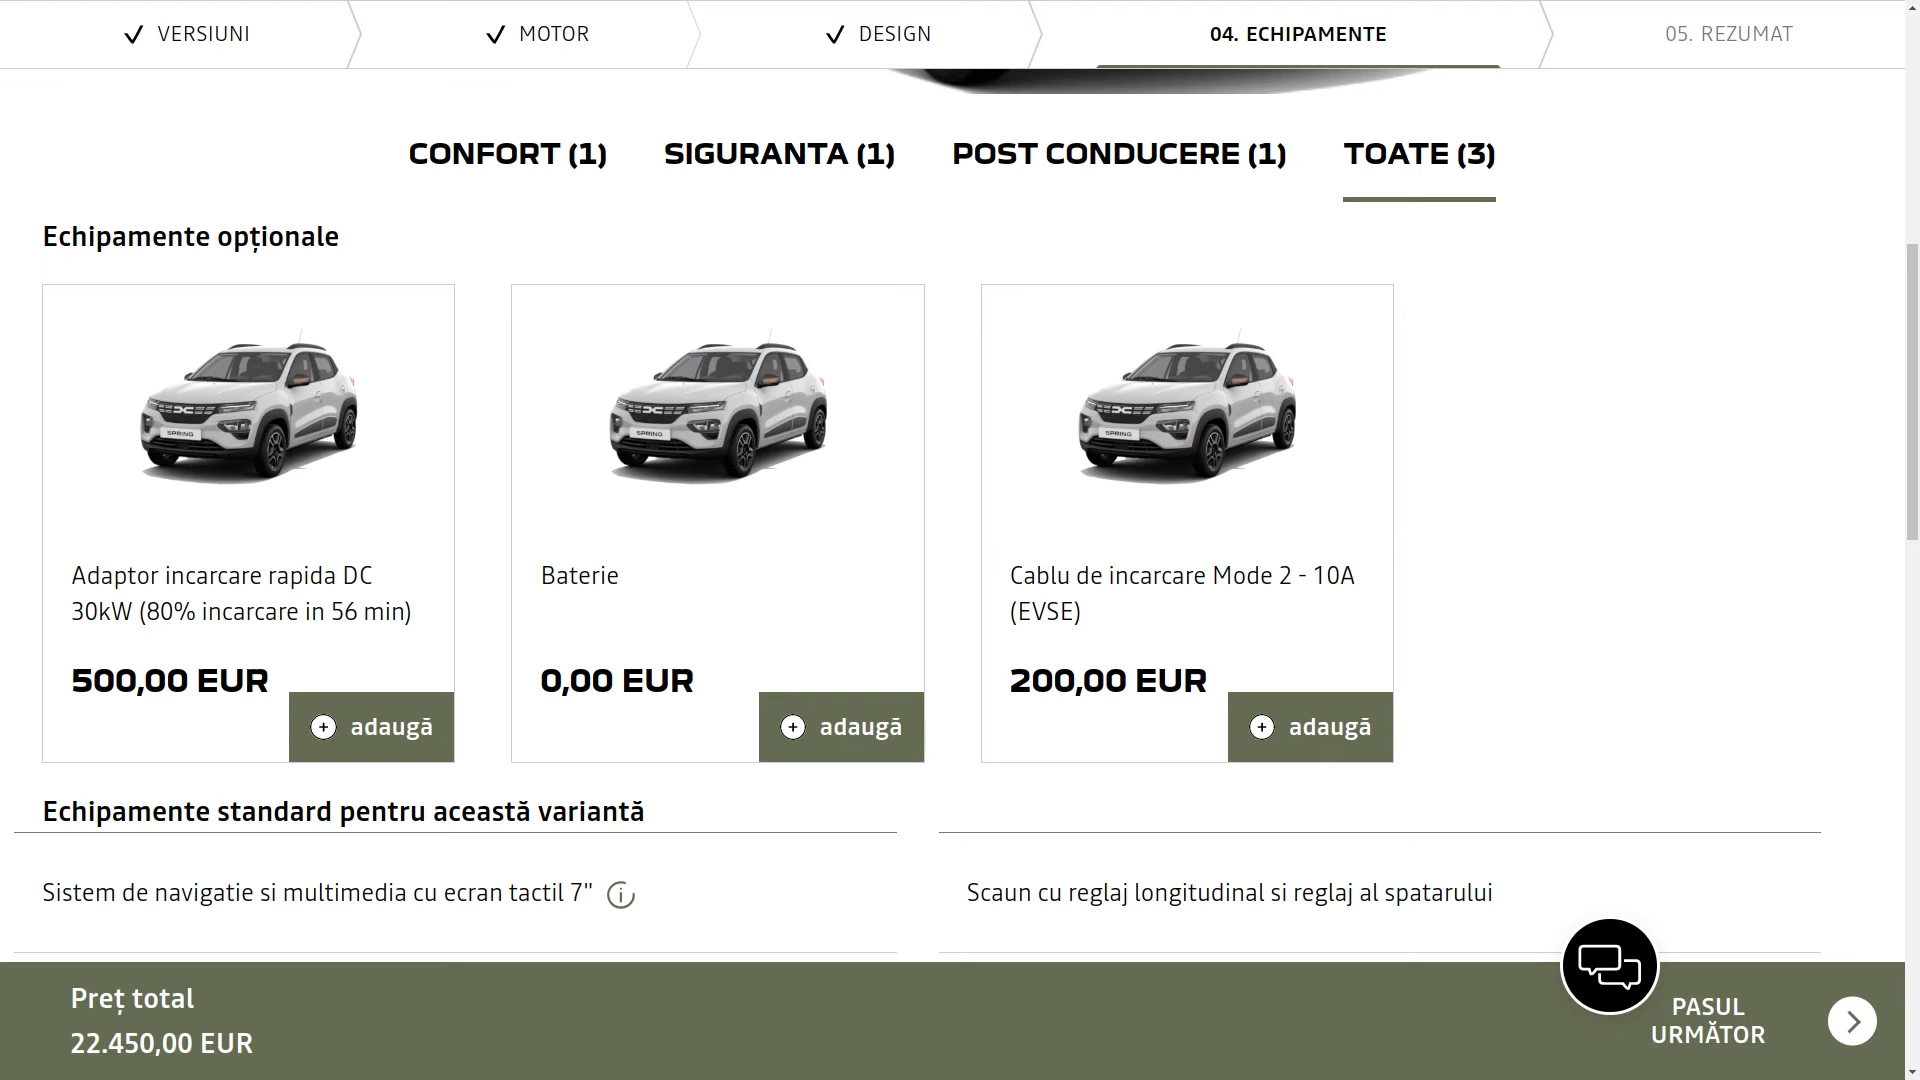 VERSIUNI
MOTOR
DESIGN
04. ECHIPAMENTE
05. REZUMAT
CONFORT (1)
SIGURANTA (1)
POST CONDUCERE (1)
TOATE (3)
Echipamente opționale
SPRING
Adaptor incarcare rapida DC
30kW (80% incarcare in 56 min)
500,00 EUR
adaugă
SPRING
Baterie
0,00 EUR
adaugă
SPRING
Cablu de incarcare Mode 2 - 10A
(EVSE)
200,00 EUR
adaugă
Echipamente standard pentru această variantă
Sistem de navigatie si multimedia cu ecran tactil 7"
Scaun cu reglaj longitudinal si reglaj al spatarului
Preț total
22.450,00 EUR
PASUL
URMĂTOR